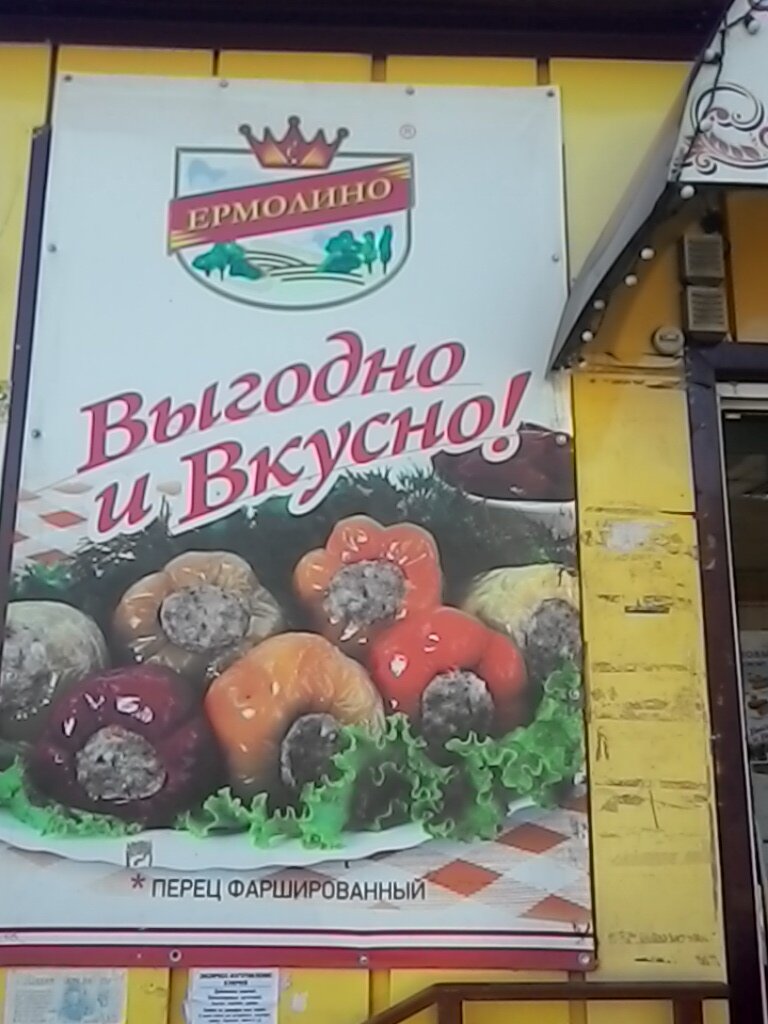 ®
ЕРМОЛИНО
Выгодно
и Вкусно!
* ПЕРЕЦ ФАРШИРОВАННЫЙ